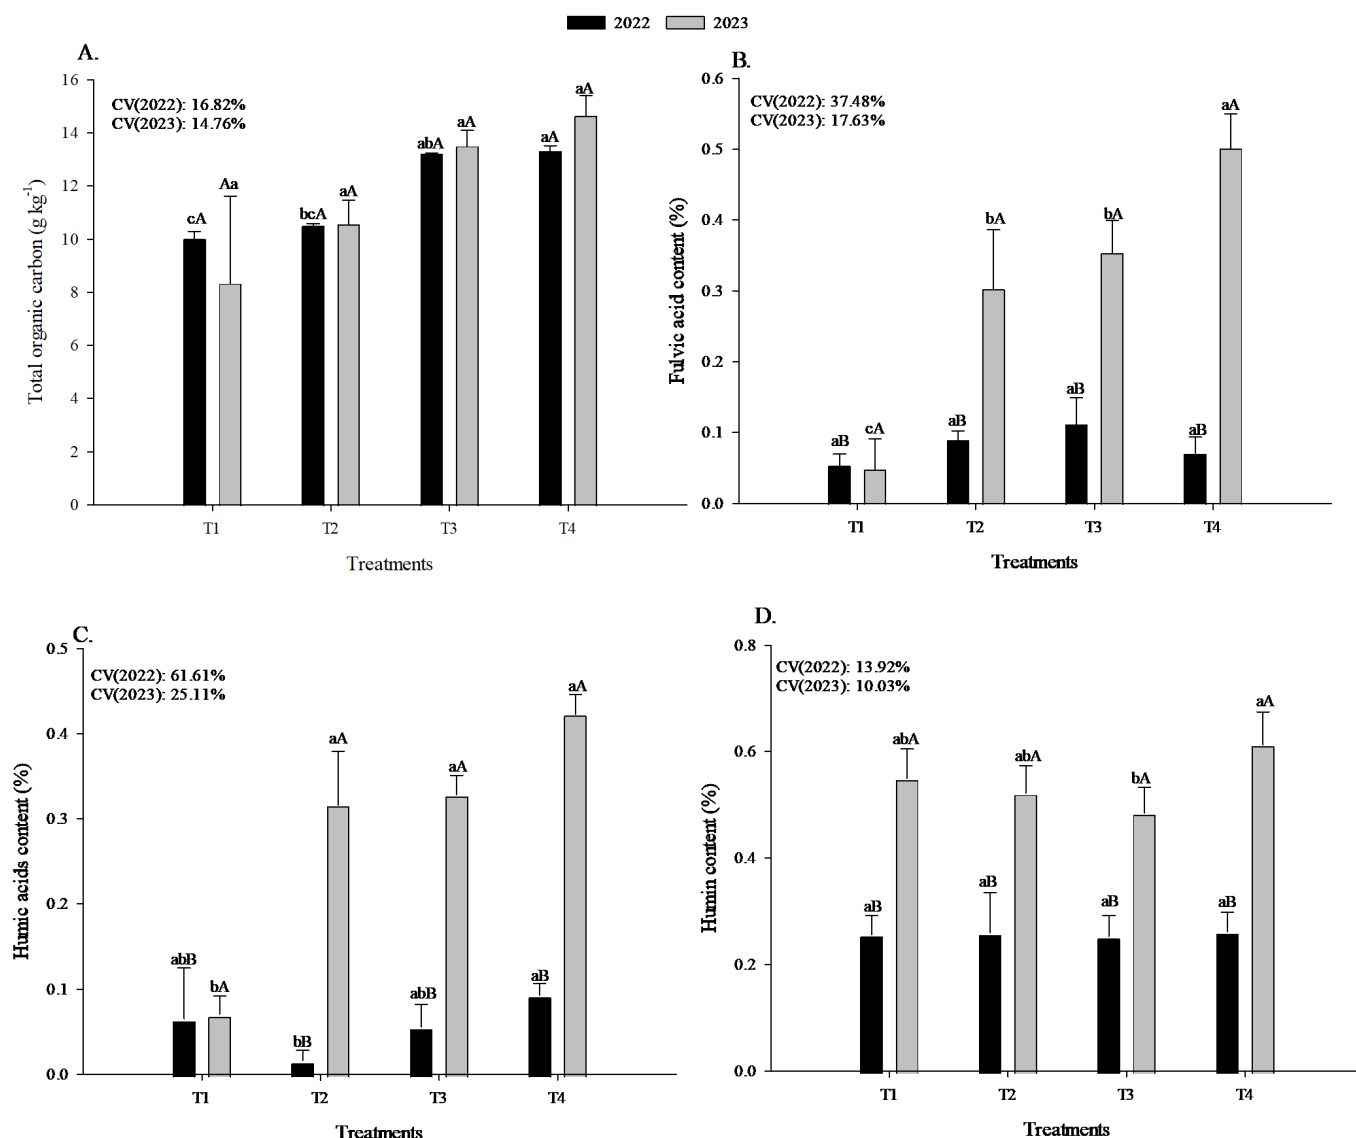 2022 2023
A.
CV(2022): 16.82%
CV(2023): 14.76%
Total organic carbon (g kg-1)
16
14
12
10
8
6
4
2
0
cA Aa bcA aA abA aA aA aA
T1 T2 T3 T4
Treatments
B.
CV(2022): 37.48%
CV(2023): 17.63%
Fulvic acid content (%)
0.6
0.5
0.4
0.3
0.2
0.1
0.0
aB cA aB bA aB bA aB aA
T1 T2 T3 T4
Treatments
C.
CV(2022): 61.61%
CV(2023): 25.11%
Humic acids content (%)
0.5
0.4
0.3
0.2
0.1
0.0
abB bA bB aA abB aA aB aA
T1 T2 T3 T4
Treatments
D.
CV(2022): 13.92%
CV(2023): 10.03%
Humin content (%)
0.8
0.6
0.4
0.2
0.0
aB abA aB abA aB bA aB aA
T1 T2 T3 T4
Treatments